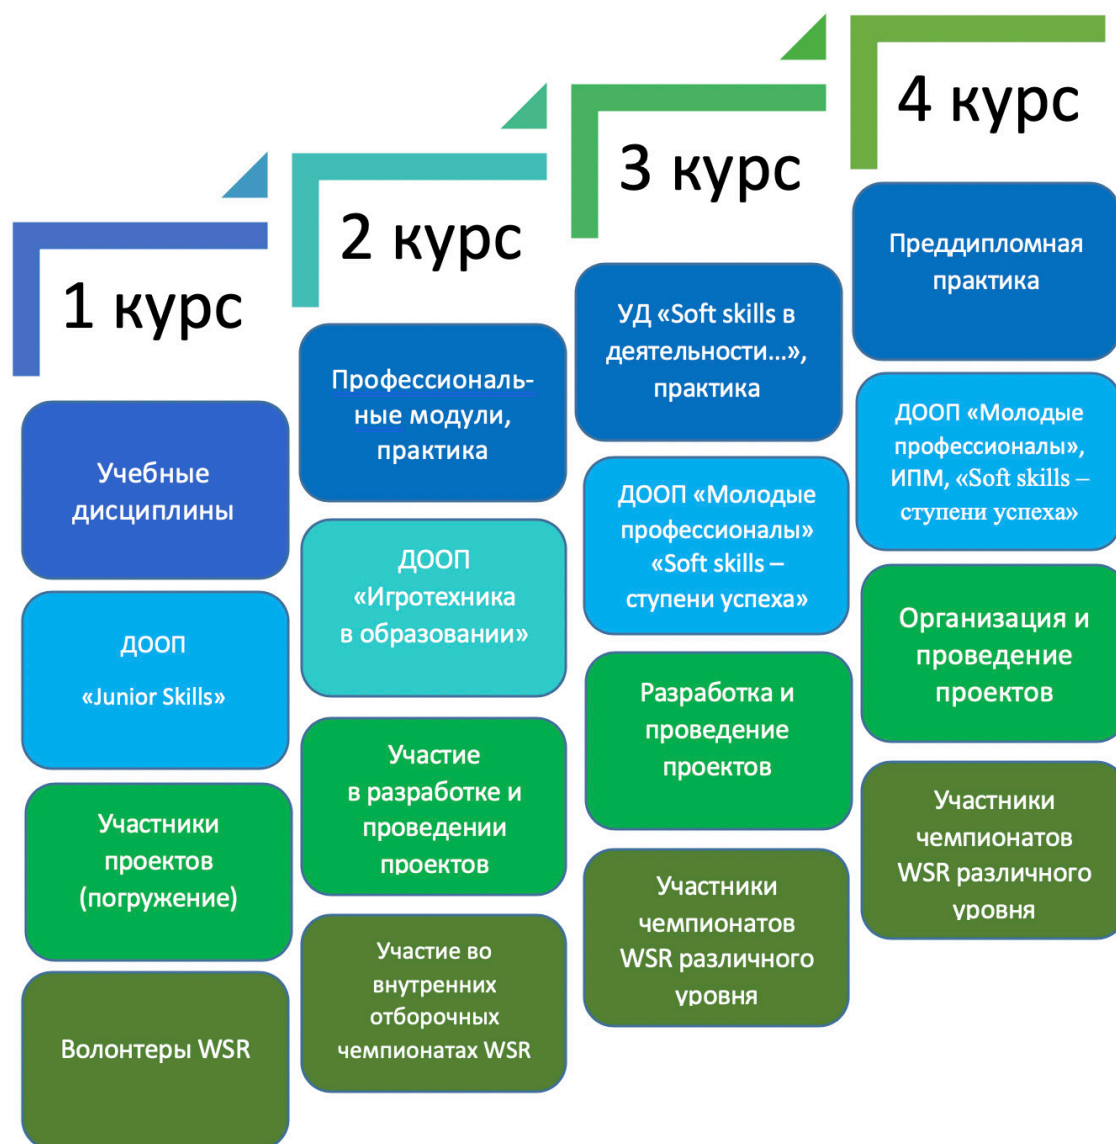 1 курс
Учебные
дисциплины
ДООП
«Junior Skills»
Участники
проектов
(погружение)
Волонтеры WSR
2 курс
Профессиональ-
ные модули,
практика
ДООП
«Игротехника
в образовании»
Участие
в разработке и
проведении
проектов
Участие во
внутренних
отборочных
чемпионатах WSR
3 курс
УД «Soft skills в
деятельности...»,
практика
ДООП «Молодые
профессионалы»
«Soft skills –
ступени успеха»
Разработка и
проведение
проектов
Участники
чемпионатов
WSR различного
уровня
4 курс
Преддипломная
практика
ДООП «Молодые
профессионалы»,
ИПМ, «Soft skills –
ступени успеха»
Организация и
проведение
проектов
Участники
чемпионатов
WSR различного
уровня